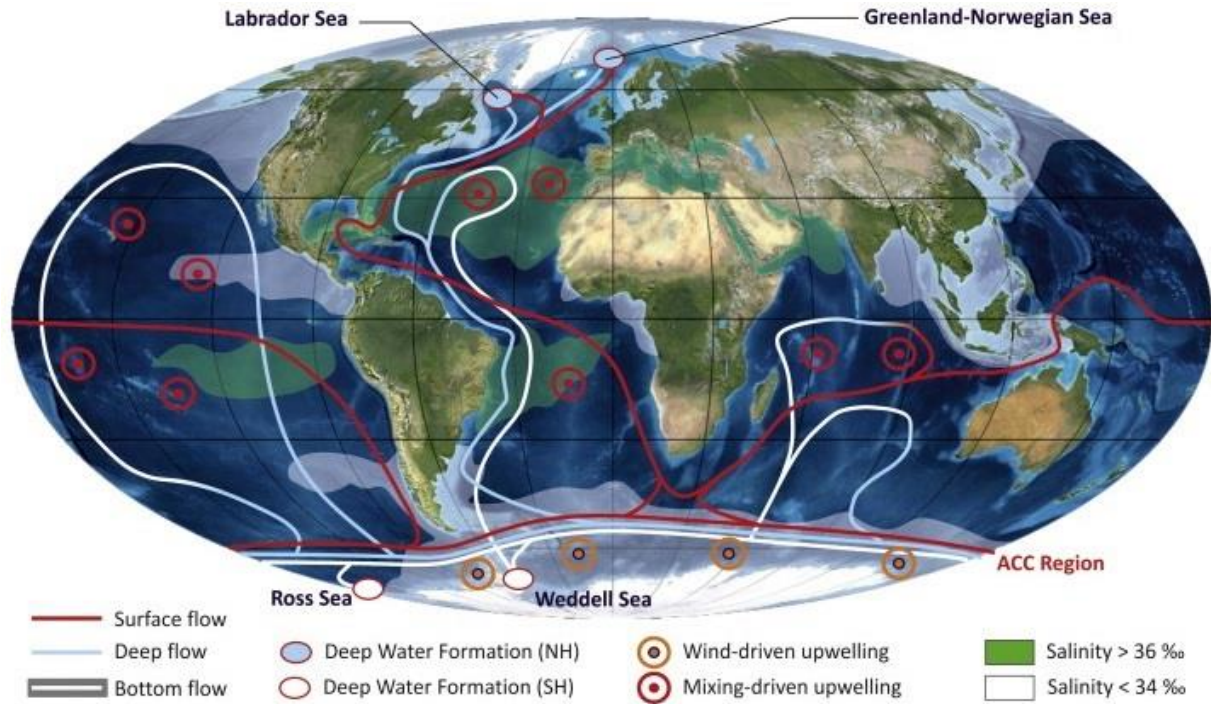 Labrador Sea
Greenland-Norwegian Sea
ACC Region
Ross Sea
Weddell Sea
Surface flow
Deep flow
Bottom flow
Deep Water Formation (NH)
Deep Water Formation (SH)
Wind-driven upwelling
Mixing-driven upwelling
Salinity > 36 ‰
Salinity < 34 ‰